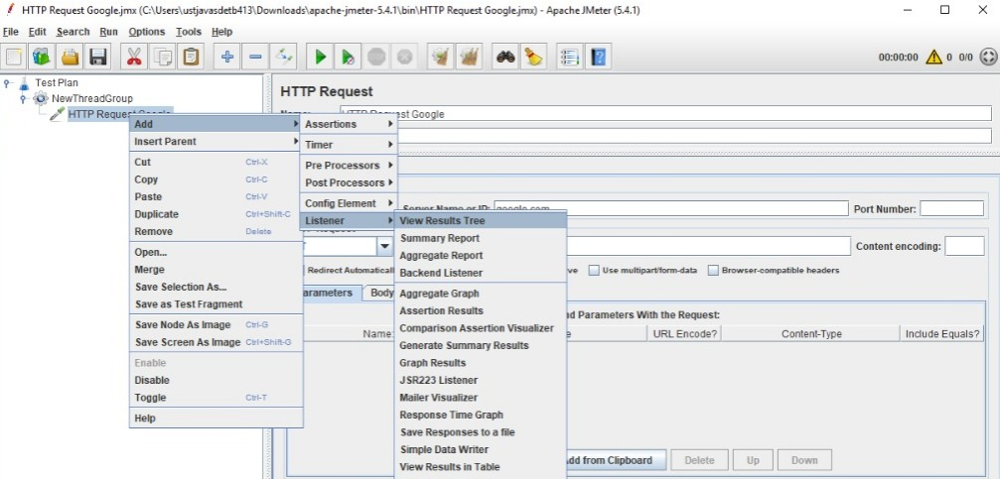 HTTP Request Google.jmx (C:\Users\ustjavasdetb413\Downloads\apache-jmeter-5.4.1\bin\HTTP Request Google.jmx) - Apache JMeter (5.4.1)
File Edit Search Run Options Tools Help
00:00:00 0 0/0
Test Plan
NewThreadGroup
HTTP Request Google
HTTP Request
HTTP Request Google
Add
Insert Parent
Cut Ctrl-X
Copy Ctrl-C
Paste Ctrl-V
Duplicate Ctrl+Shift-C
Remove Delete
Open...
Merge
Save Selection As...
Save as Test Fragment
Save Node As Image Ctrl-G
Save Screen As Image Ctrl+Shift-G
Enable
Disable
Toggle Ctrl-T
Help
Assertions
Timer
Pre Processors
Post Processors
Config Element
Listener
View Results Tree
Summary Report
Aggregate Report
Backend Listener
Aggregate Graph
Assertion Results
Comparison Assertion Visualizer
Generate Summary Results
Graph Results
JSR223 Listener
Mailer Visualizer
Response Time Graph
Save Responses to a file
Simple Data Writer
View Results in Table
Server Name or IP: google.com Port Number:
Content encoding:
Redirect Automatically Use multipart/form-data Browser-compatible headers
Parameters Body
Parameters With the Request:
Name: URL Encode? Content-Type Include Equals?
Add from Clipboard Delete Up Down